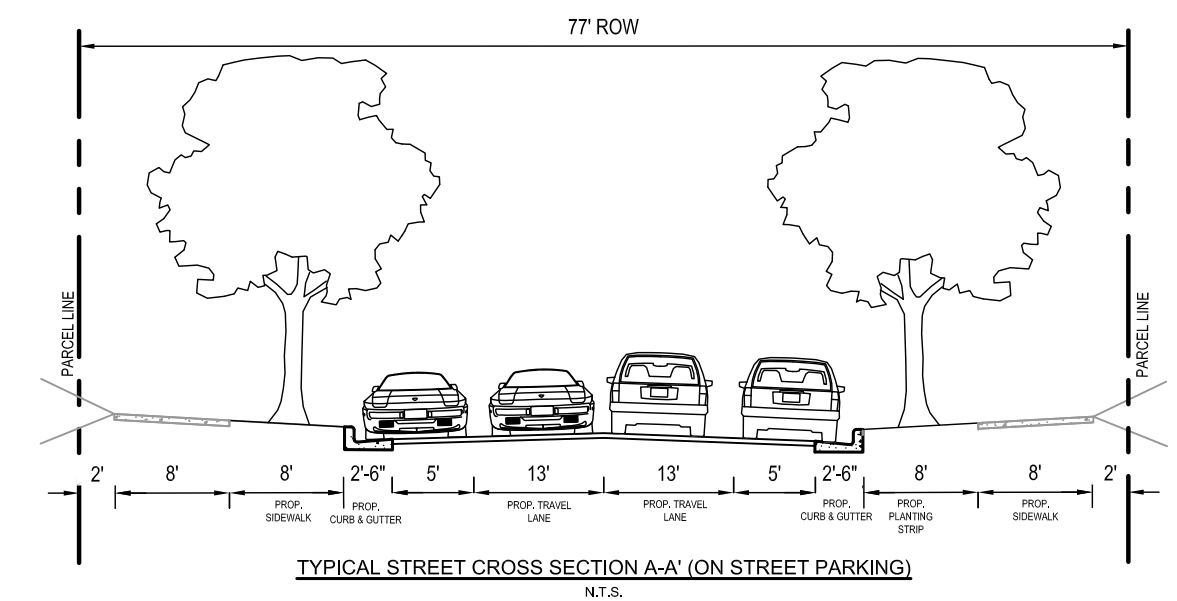 77' ROW
PARCEL LINE
PARCEL LINE
2' 8' 8' 2'-6" 5' 13' 13' 5' 2'-6" 8' 8' 2'
PROP.
SIDEWALK
PROP.
CURB & GUTTER
PROP. TRAVEL
LANE
PROP. TRAVEL
LANE
PROP.
CURB & GUTTER
PROP.
PLANTING
STRIP
PROP.
SIDEWALK
TYPICAL STREET CROSS SECTION A-A' (ON STREET PARKING)
N.T.S.